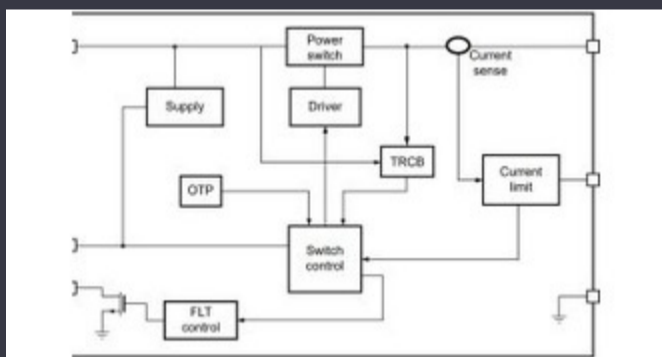 Power
switch
Current
sense
Supply
Driver
TRCB
Current
limit
OTP
Switch
control
FLT
control